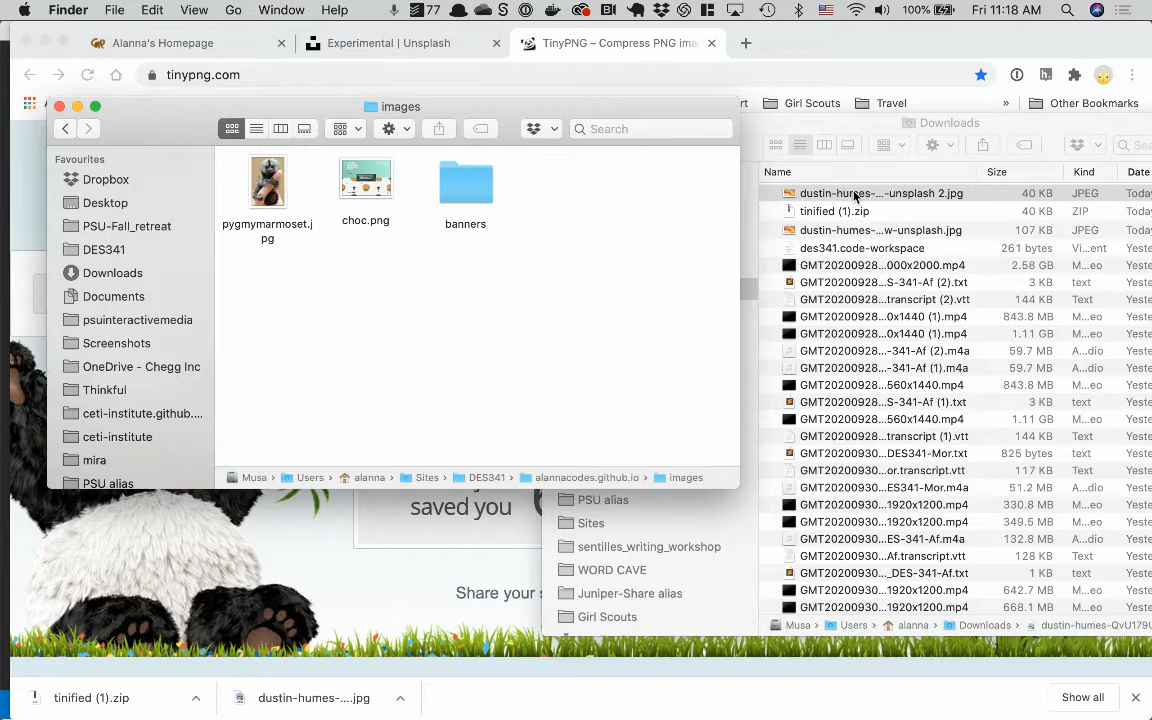 Finder File Edit View Go Window Help 77 100% Fri 11:18 AM
Alanna's Homepage Experimental | Unsplash TinyPNG – Compress PNG ima
tinypng.com
Girl Scouts Travel » Other Bookmarks
images
Search
Downloads
Favourites
Dropbox
Desktop
PSU-Fall_retreat
DES341
Downloads
Documents
psuinteractivemedia
Screenshots
OneDrive - Chegg Inc
Thinkful
ceti-institute.github....
ceti-institute
mira
PSU alias
pygmymarmoset.j
pg
choc.png
banners
Musa Users alanna Sites DES341 alannacodes.github.io images
Name Size Kind Date
dustin-humes-...-unsplash 2.jpg 40 KB JPEG Today
tinified (1).zip 40 KB ZIP Today
dustin-humes-...w-unsplash.jpg 107 KB JPEG Today
des341.code-workspace 261 bytes Vi...ent Yeste
GMT20200928...000x2000.mp4 2.58 GB M...eo Yeste
GMT20200928...S-341-Af (2).txt 3 KB text Yeste
GMT20200928...transcript (2).vtt 144 KB Text Yeste
GMT20200928...0x1440 (1).mp4 843.8 MB M...eo Yeste
GMT20200928...0x1440 (1).mp4 1.11 GB M...eo Yeste
GMT20200928...-341-Af (2).m4a 59.7 MB A...dio Yeste
GMT20200928...-341-Af (1).m4a 59.7 MB A...dio Yeste
GMT20200928...560x1440.mp4 843.8 MB M...eo Yeste
GMT20200928...S-341-Af (1).txt 3 KB text Yeste
GMT20200928...560x1440.mp4 1.11 GB M...eo Yeste
GMT20200928...transcript (1).vtt 144 KB Text Yeste
GMT20200930...DES341-Mor.txt 825 bytes text Yeste
GMT20200930...or.transcript.vtt 117 KB Text Yeste
GMT20200930...ES341-Mor.m4a 51.2 MB A...dio Yeste
GMT20200930...1920x1200.mp4 330.8 MB M...eo Yeste
GMT20200930...1920x1200.mp4 349.5 MB M...eo Yeste
GMT20200930...ES-341-Af.m4a 132.8 MB A...dio Yeste
GMT20200930...Af.transcript.vtt 128 KB Text Yeste
GMT20200930..._DES-341-Af.txt 1 KB text Yeste
GMT20200930...1920x1200.mp4 642.7 MB M...eo Yeste
GMT20200930...1920x1200.mp4 668.1 MB M...eo Yeste
Musa Users alanna Downloads dustin-humes-QvU179U
PSU alias
Sites
sentilles_writing_workshop
WORD CAVE
Juniper-Share alias
Girl Scouts
saved you
Share your s
tinified (1).zip dustin-humes-....jpg Show all